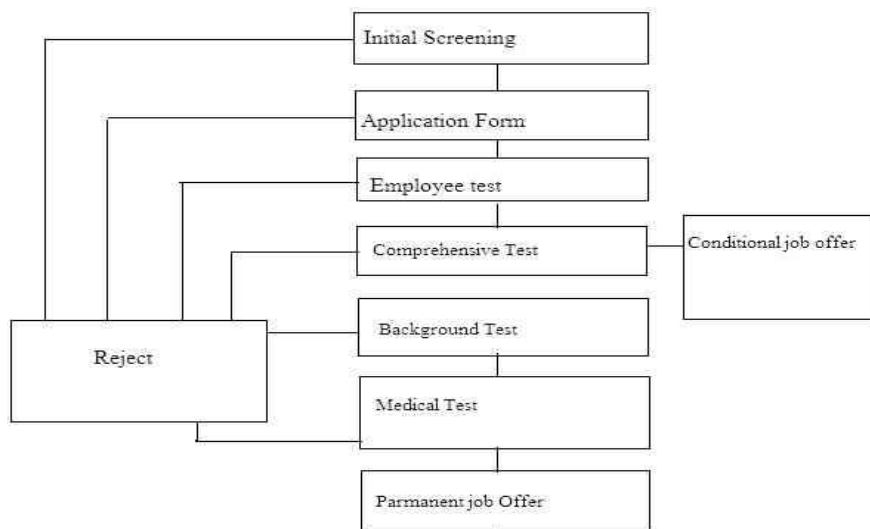 Initial Screening
Application Form
Employee test
Comprehensive Test
Conditional job offer
Background Test
Reject
Medical Test
Parmanent job Offer